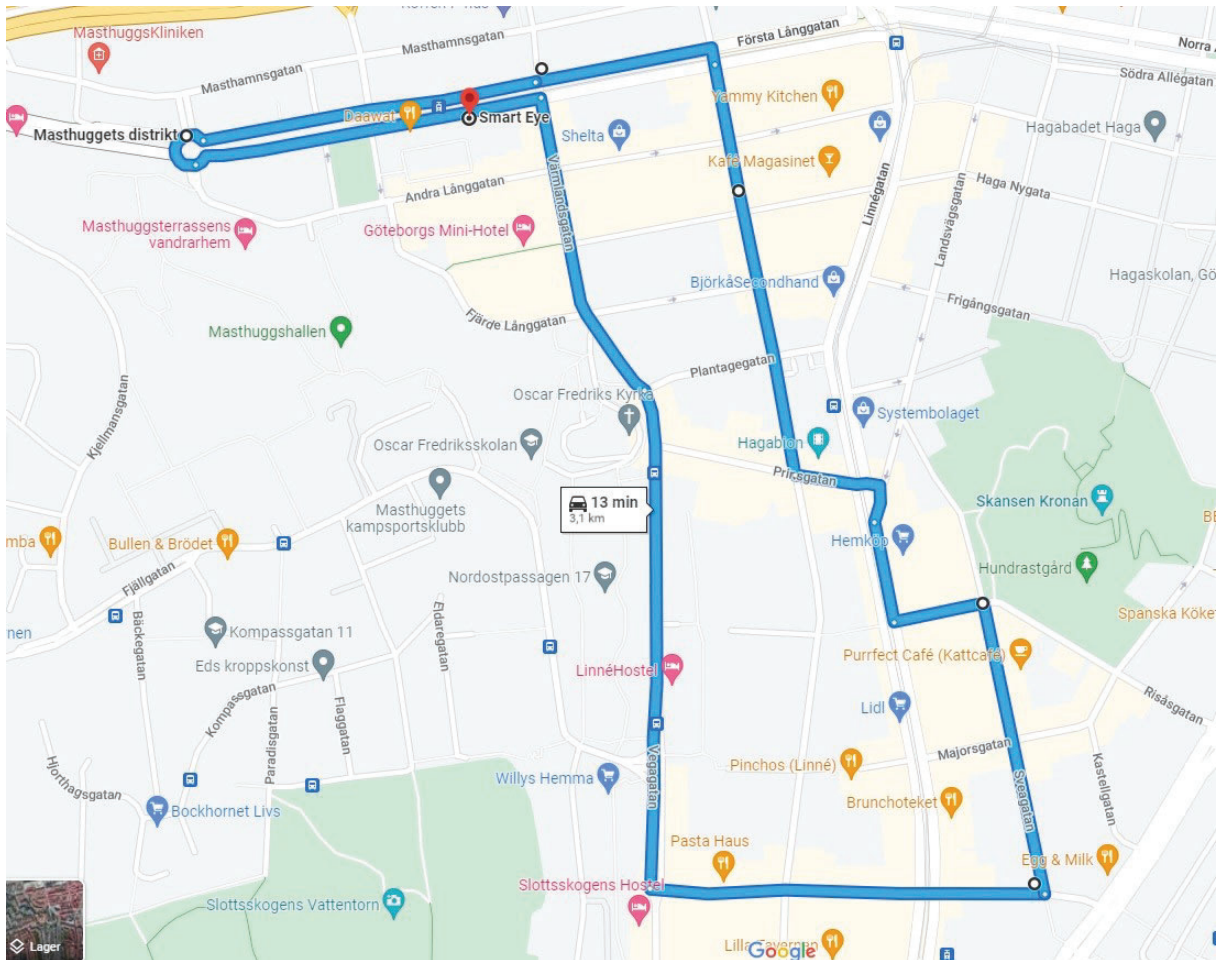 MasthuggsKliniken
Masthamnsgatan
Första Långgatan
Norra
Södra Allégatan
Masthamnsgatan
Daawat
Smart Eye
Yammy Kitchen
Masthuggets distrikt
Shelta
Hagabadet Haga
Kafé Magasinet
Linnégatan
Haga Nygata
Andra Långgatan
Värmlandsgatan
Landsvägsgatan
Masthuggsterrassens
vandrarhem
Göteborgs Mini-Hotel
BjörkåSecondhand
Hagaskolan, Gö
Frigångsgatan
Fjärde Långgatan
Masthuggshallen
Plantagegatan
Kjellmansgatan
Oscar Fredriks Kyrka
Systembolaget
Oscar Fredriksskolan
Hagabion
Prinsgatan
Masthuggets
kampsportsklubb
13 min
3,1 km
Skansen Kronan
mba
Bullen & Brödet
Hemköp
Fjällgatan
Nordostpassagen 17
Hundrastgård
Eldaregatan
Spanska Köket
nen
Bäckegatan
Kompassgatan 11
Purrfect Café (Kattcafé)
Eds kroppskonst
LinnéHostel
Risåsgatan
Kompassgatan
Flaggatan
Lidl
Paradisgatan
Vegagatan
Majorsgatan
Hjorthagsgatan
Willys Hemma
Pinchos (Linné)
Sveagatan
Kastellgatan
Bockhornet Livs
Brunchoteket
Pasta Haus
Egg & Milk
Slottsskogens Hostel
Slottsskogens Vattentorn
Lager
Lilla Tavernan
Google